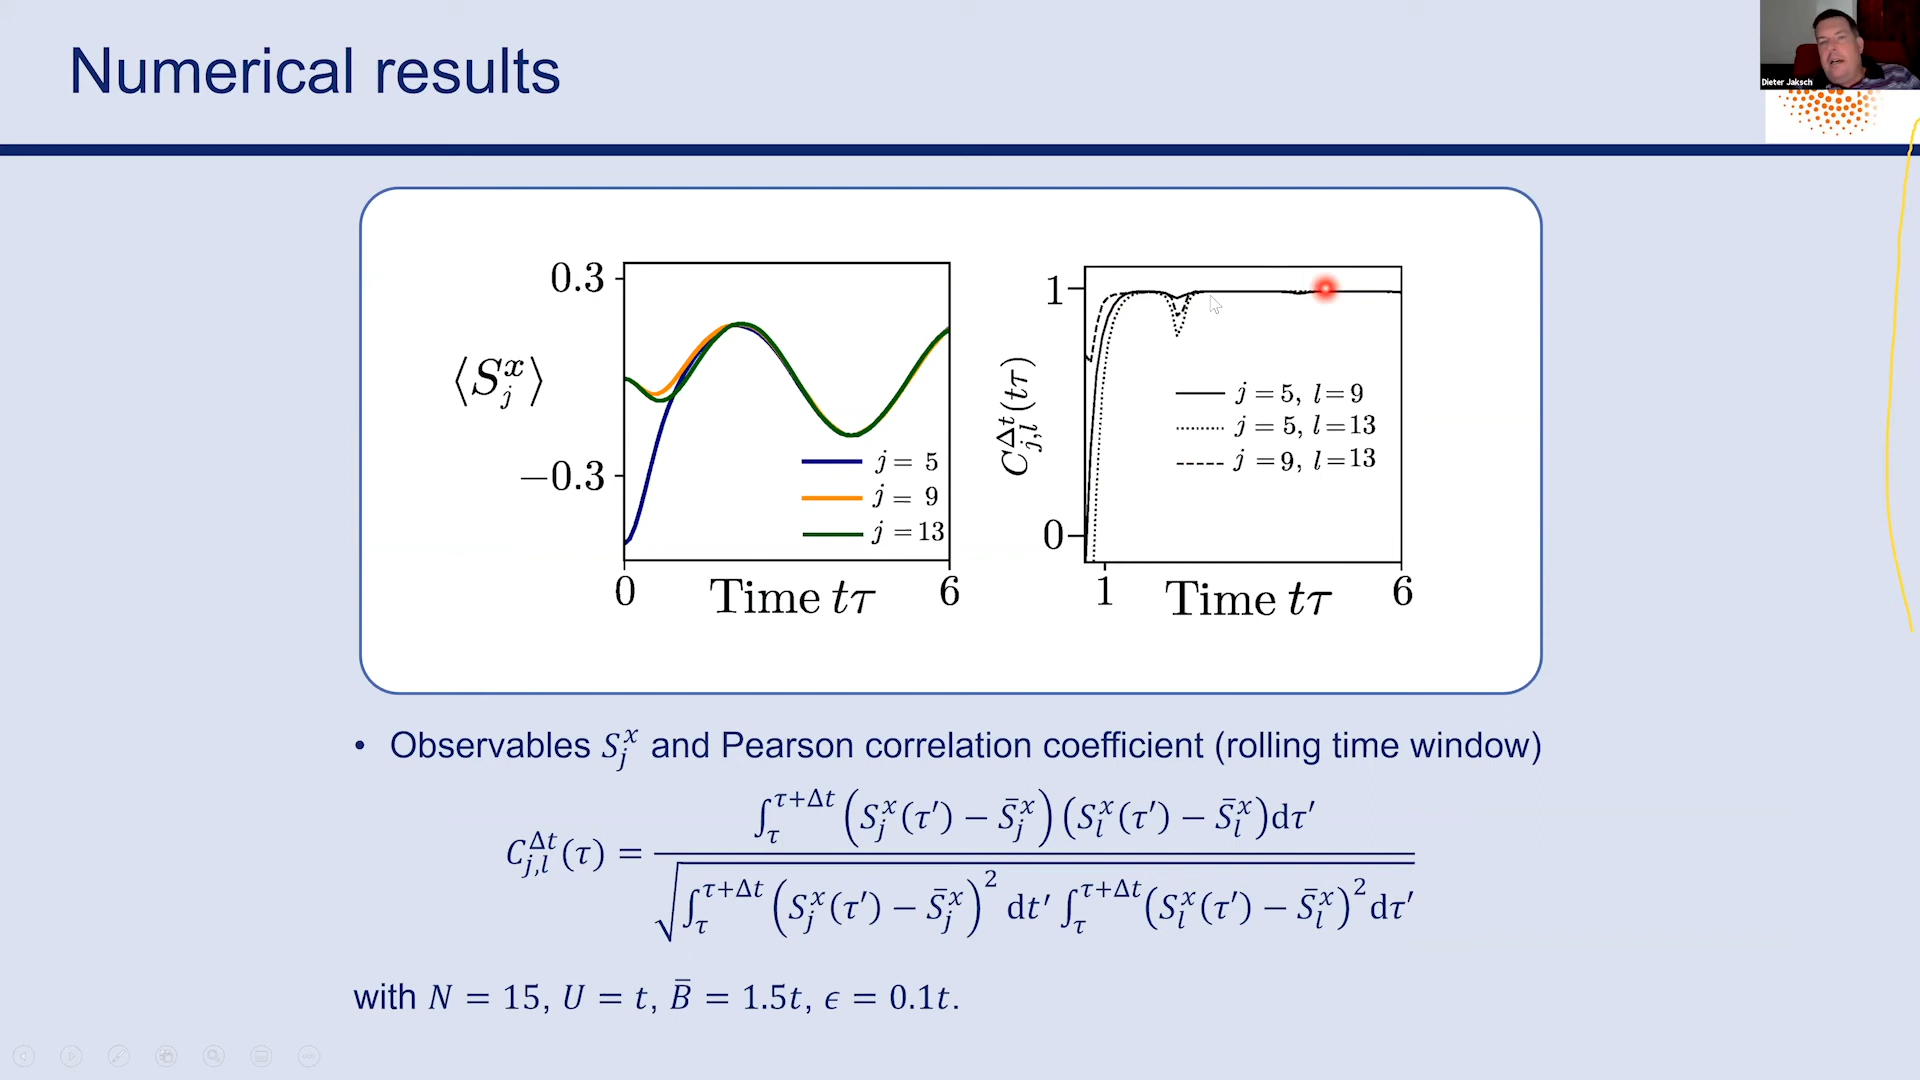 Numerical results
Dieter Jaksch
0.3
−0.3
⟨S_j^x⟩
j = 5
j = 9
j = 13
0
6
Time tτ
1
0
C_{j,l}^{Δt}(tτ)
j = 5, l = 9
j = 5, l = 13
j = 9, l = 13
1
6
Time tτ
• Observables S_j^x and Pearson correlation coefficient (rolling time window)
C_{j,l}^{Δt}(τ) = \frac{∫_τ^{τ+Δt} (S_j^x(τ′) − S̄_j^x) (S_l^x(τ′) − S̄_l^x) dτ′}{\sqrt{∫_τ^{τ+Δt} (S_j^x(τ′) − S̄_j^x)^2 dt′ ∫_τ^{τ+Δt} (S_l^x(τ′) − S̄_l^x)^2 dτ′}}
with N = 15, U = t, B̄ = 1.5t, ϵ = 0.1t.